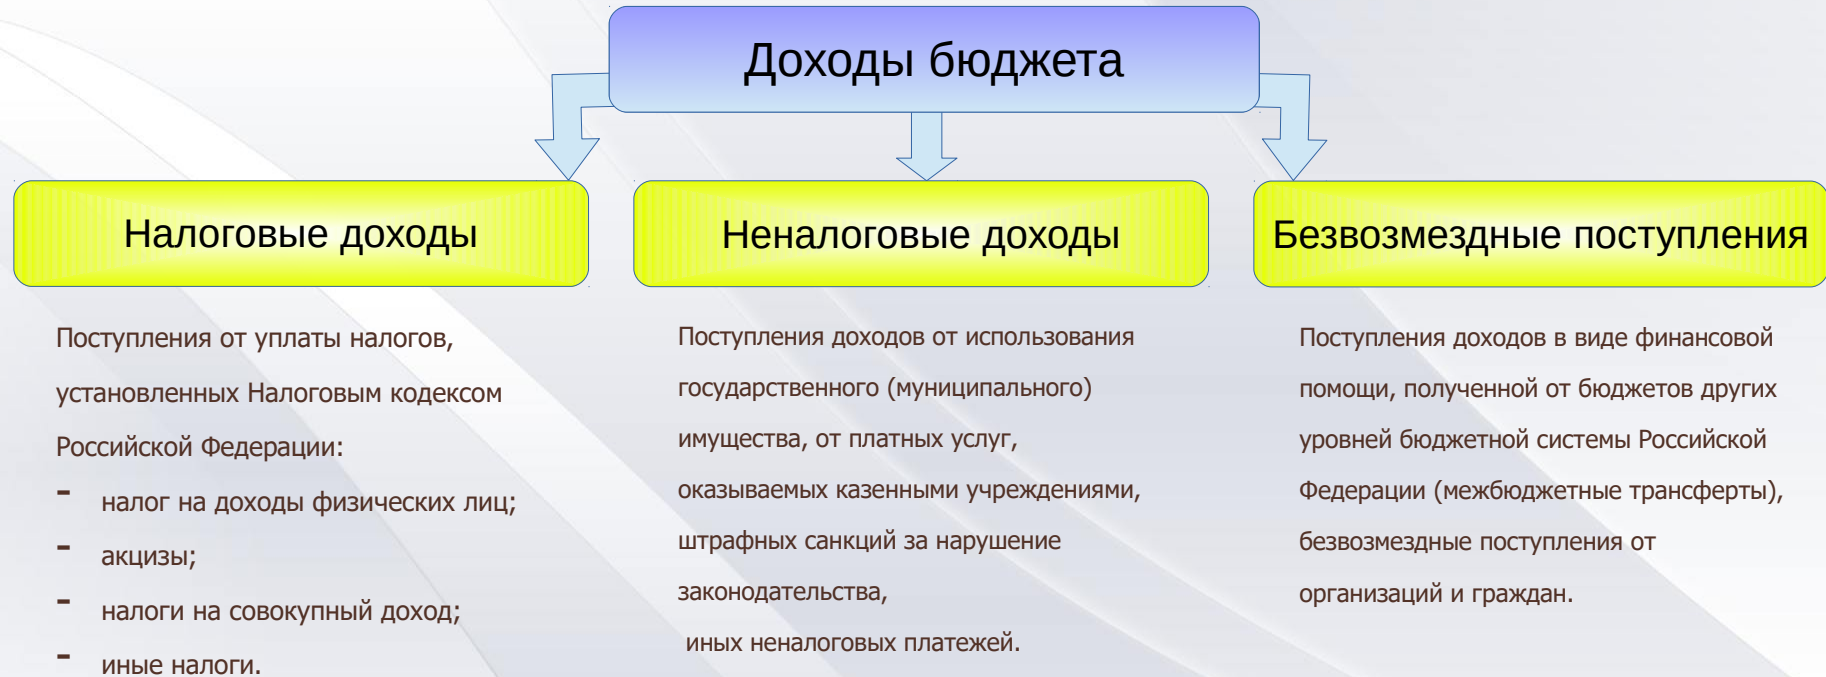 Доходы бюджета
Налоговые доходы
Поступления от уплаты налогов,
установленных Налоговым кодексом
Российской Федерации:
- налог на доходы физических лиц;
- акцизы;
- налоги на совокупный доход;
- иные налоги.
Неналоговые доходы
Поступления доходов от использования
государственного (муниципального)
имущества, от платных услуг,
оказываемых казенными учреждениями,
штрафных санкций за нарушение
законодательства,
иных неналоговых платежей.
Безвозмездные поступления
Поступления доходов в виде финансовой
помощи, полученной от бюджетов других
уровней бюджетной системы Российской
Федерации (межбюджетные трансферты),
безвозмездные поступления от
организаций и граждан.